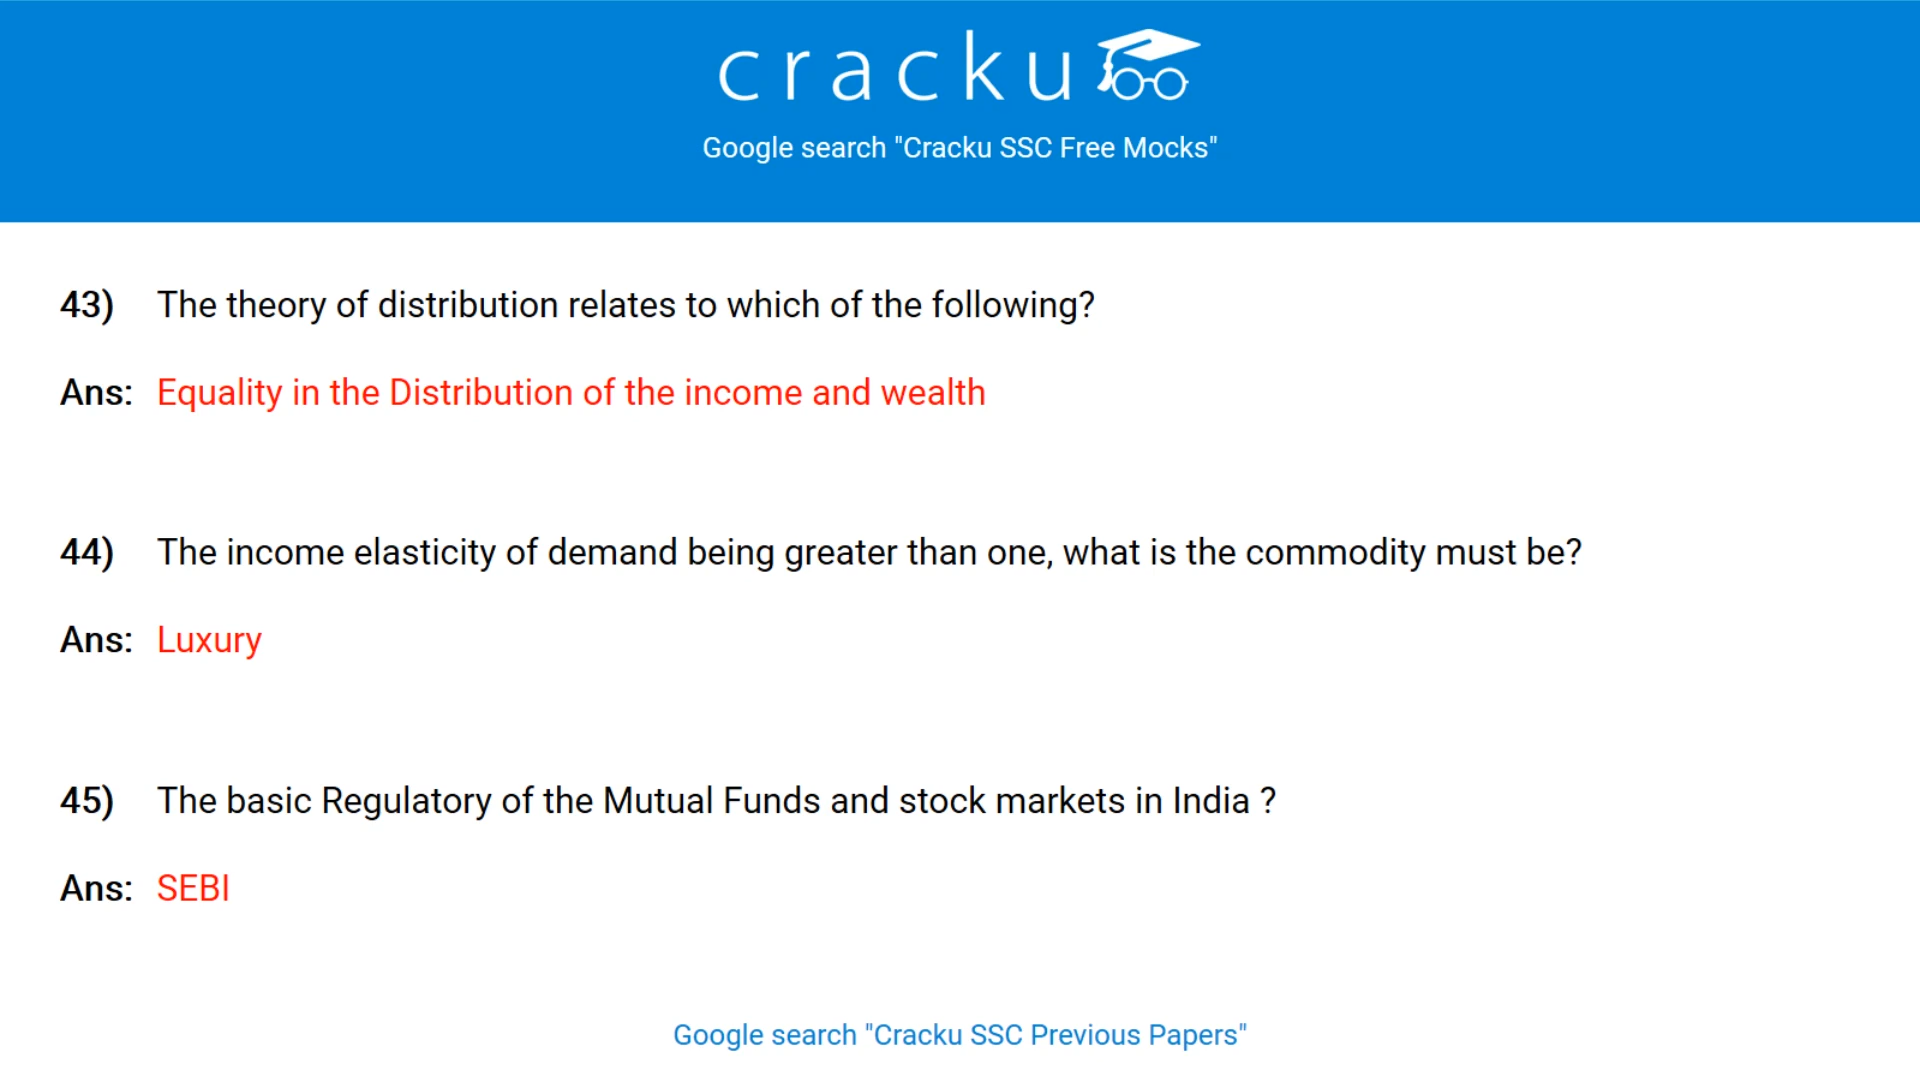 cracku
Google search "Cracku SSC Free Mocks"
43) The theory of distribution relates to which of the following?
Ans: Equality in the Distribution of the income and wealth
44) The income elasticity of demand being greater than one, what is the commodity must be?
Ans: Luxury
45) The basic Regulatory of the Mutual Funds and stock markets in India ?
Ans: SEBI
Google search "Cracku SSC Previous Papers"